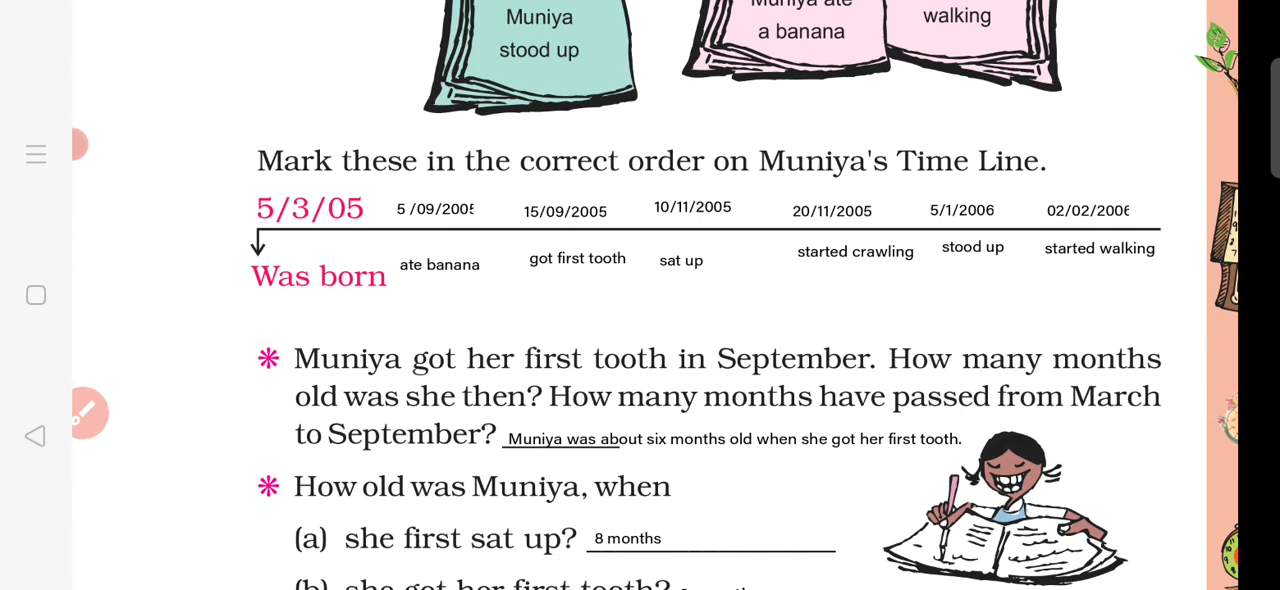 Muniya
stood up
Muniya ate
a banana
walking
Mark these in the correct order on Muniya's Time Line.
5/3/05 5 /09/2005 15/09/2005 10/11/2005 20/11/2005 5/1/2006 02/02/2006
Was born ate banana got first tooth sat up started crawling stood up started walking
Muniya got her first tooth in September. How many months
old was she then? How many months have passed from March
to September? Muniya was about six months old when she got her first tooth.
How old was Muniya, when
(a) she first sat up? 8 months
(b) she got her first tooth?